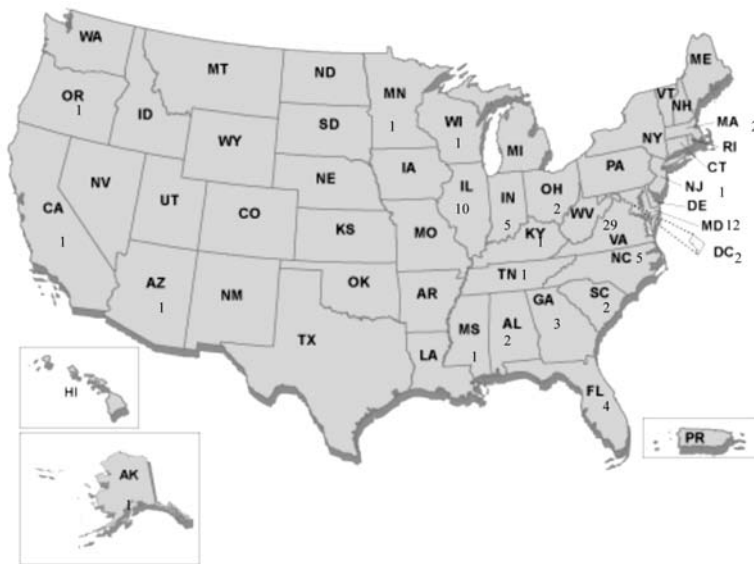 WA
OR
1
CA
1
NV
ID
MT
WY
UT
AZ
1
CO
NM
ND
SD
NE
KS
OK
TX
MN
1
IA
MO
AR
LA
WI
1
IL
10
MI
IN
5
OH
2
KY
1
TN 1
MS
1
AL
2
GA
3
FL
4
SC
2
NC 5
VA
29
WV
PA
NY
VT
NH
ME
MA 2
RI
CT
NJ 1
DE
MD 12
DC 2
HI
AK
1
PR